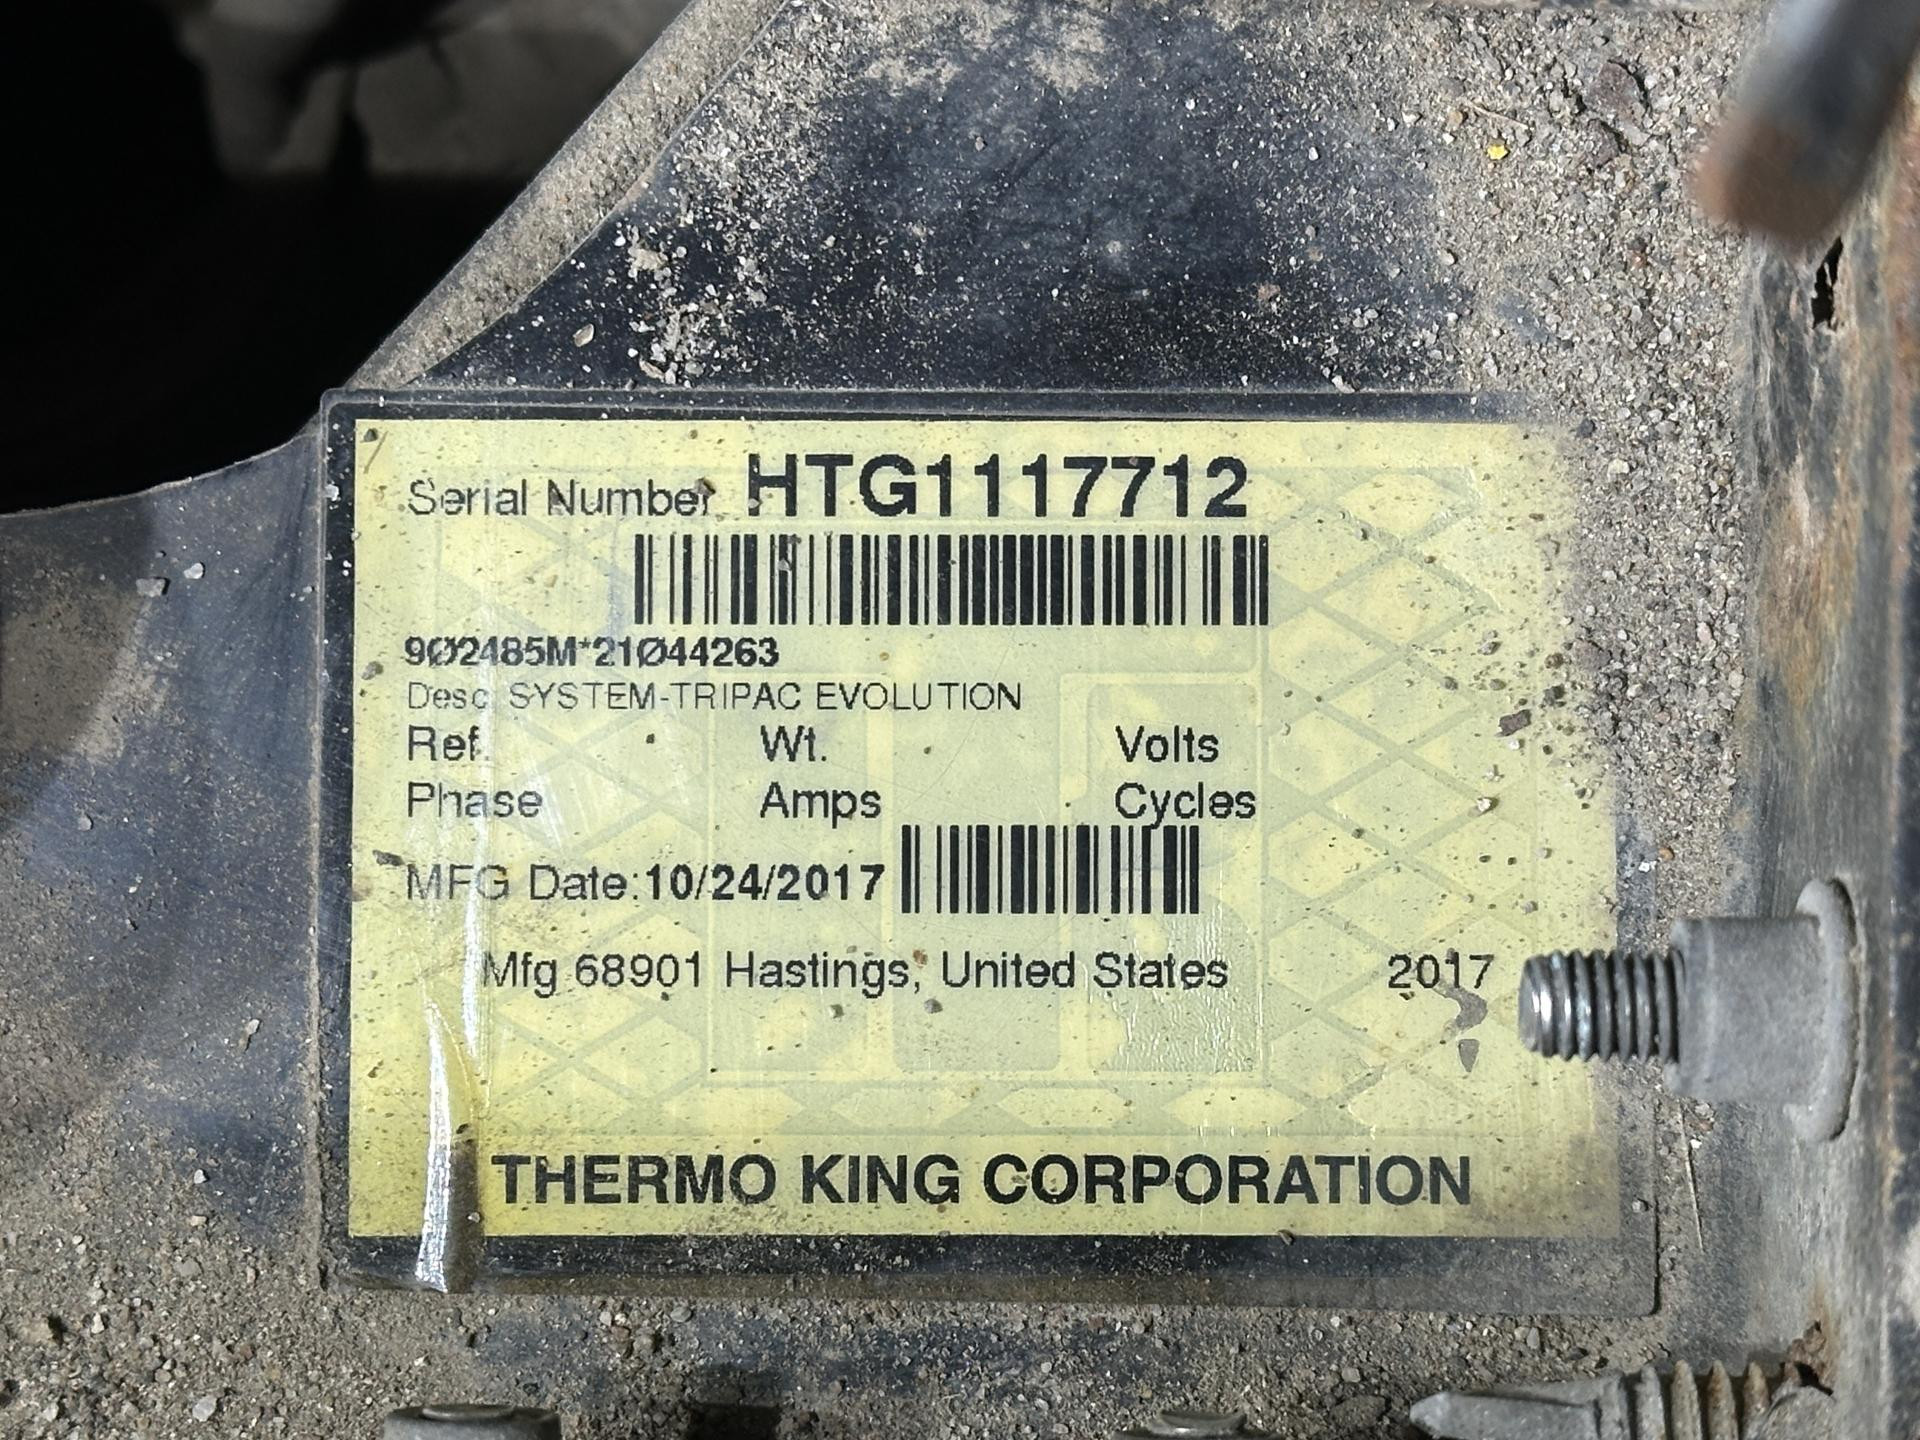 Serial Number HTG1117712
9Ø2485M*21Ø44263
Desc. SYSTEM-TRIPAC EVOLUTION
Ref. Wt. Volts
Phase Amps Cycles
MFG Date:10/24/2017
Mfg 68901 Hastings, United States 2017
THERMO KING CORPORATION